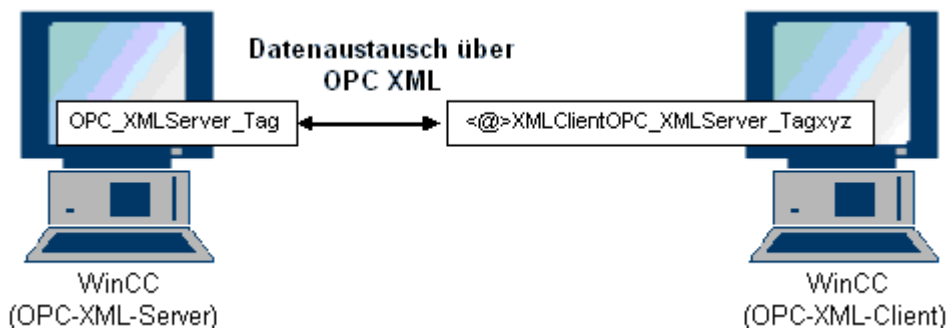 Datenaustausch über
OPC XML
OPC_XMLServer_Tag
<@>XMLClientOPC_XMLServer_Tagxyz
WinCC
(OPC-XML-Server)
WinCC
(OPC-XML-Client)